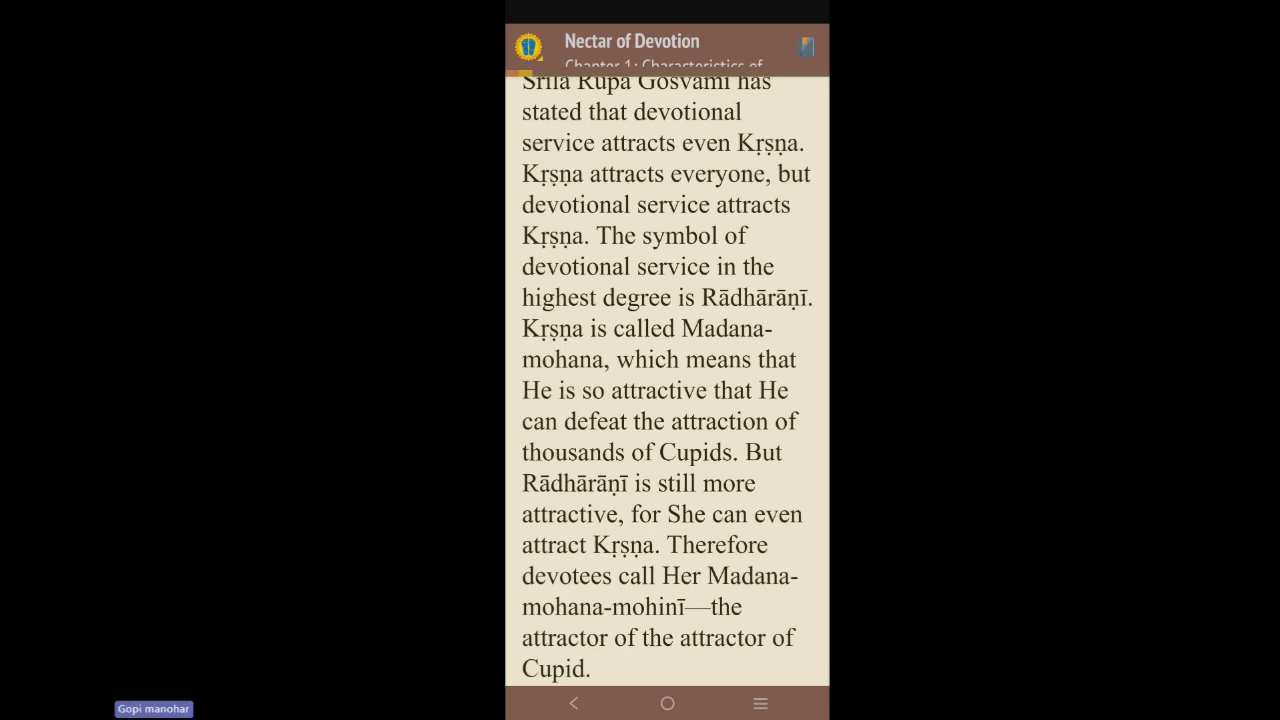 Nectar of Devotion
Chapter 1: Characteristics of
Śrīla Rūpa Gosvāmī has
stated that devotional
service attracts even Kṛṣṇa.
Kṛṣṇa attracts everyone, but
devotional service attracts
Kṛṣṇa. The symbol of
devotional service in the
highest degree is Rādhārāṇī.
Kṛṣṇa is called Madana-
mohana, which means that
He is so attractive that He
can defeat the attraction of
thousands of Cupids. But
Rādhārāṇī is still more
attractive, for She can even
attract Kṛṣṇa. Therefore
devotees call Her Madana-
mohana-mohinī—the
attractor of the attractor of
Cupid.
Gopi manohar